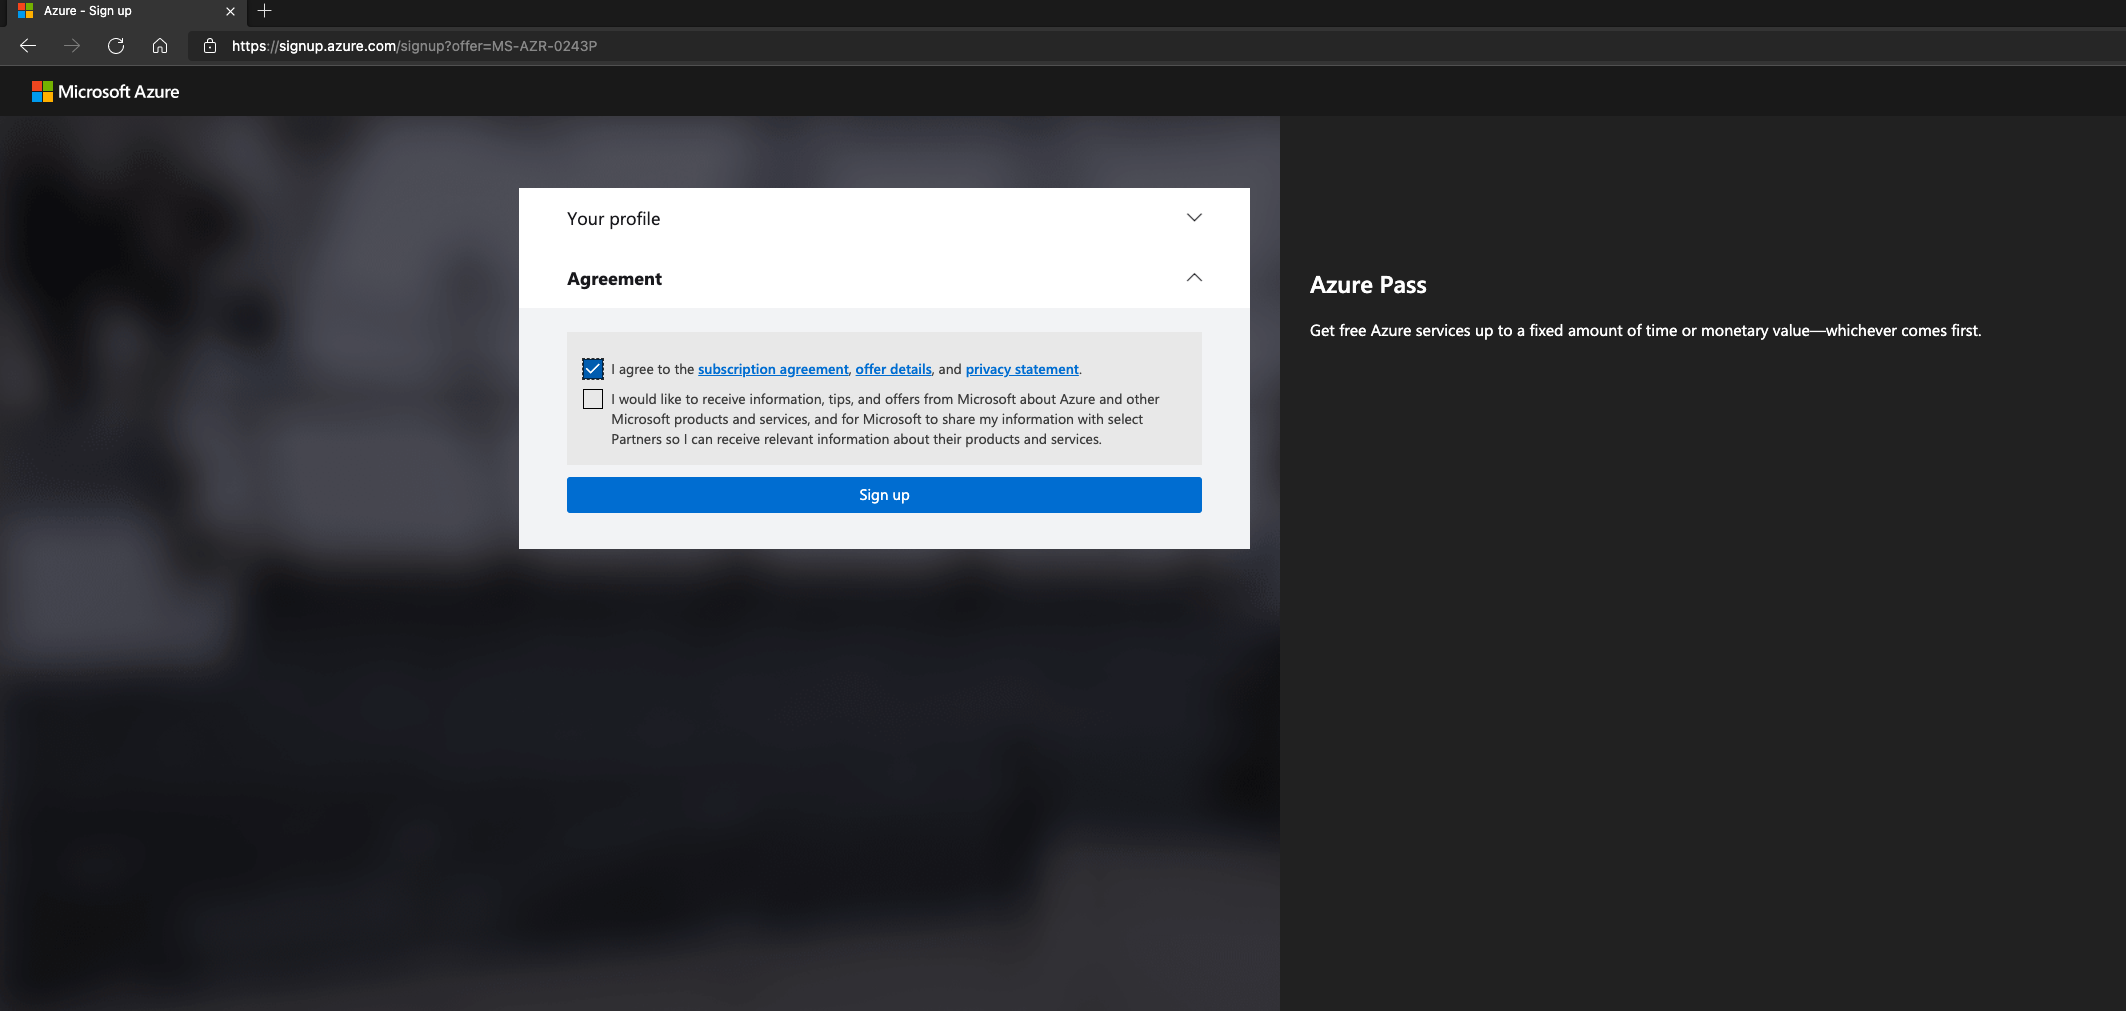 Azure - Sign up
https://signup.azure.com/signup?offer=MS-AZR-0243P
Microsoft Azure
Your profile
Agreement
I agree to the subscription agreement, offer details, and privacy statement.
I would like to receive information, tips, and offers from Microsoft about Azure and other
Microsoft products and services, and for Microsoft to share my information with select
Partners so I can receive relevant information about their products and services.
Sign up
Azure Pass
Get free Azure services up to a fixed amount of time or monetary value—whichever comes first.